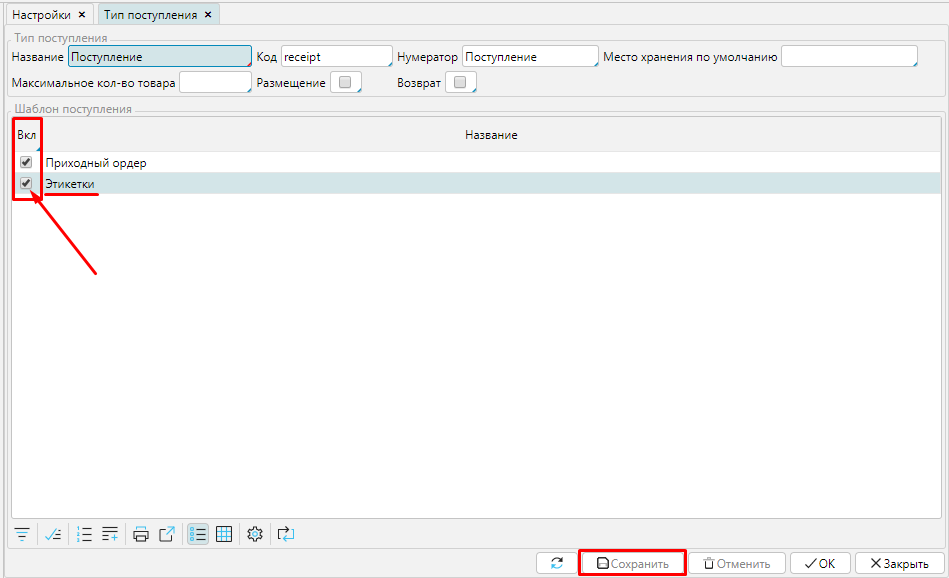 Настройки × Тип поступления ×
Тип поступления
Название Поступление Код receipt Нумератор Поступление Место хранения по умолчанию
Максимальное кол-во товара Размещение Возврат
Шаблон поступления
Вкл Название
Приходный ордер
Этикетки
Сохранить Отменить OK Закрыть